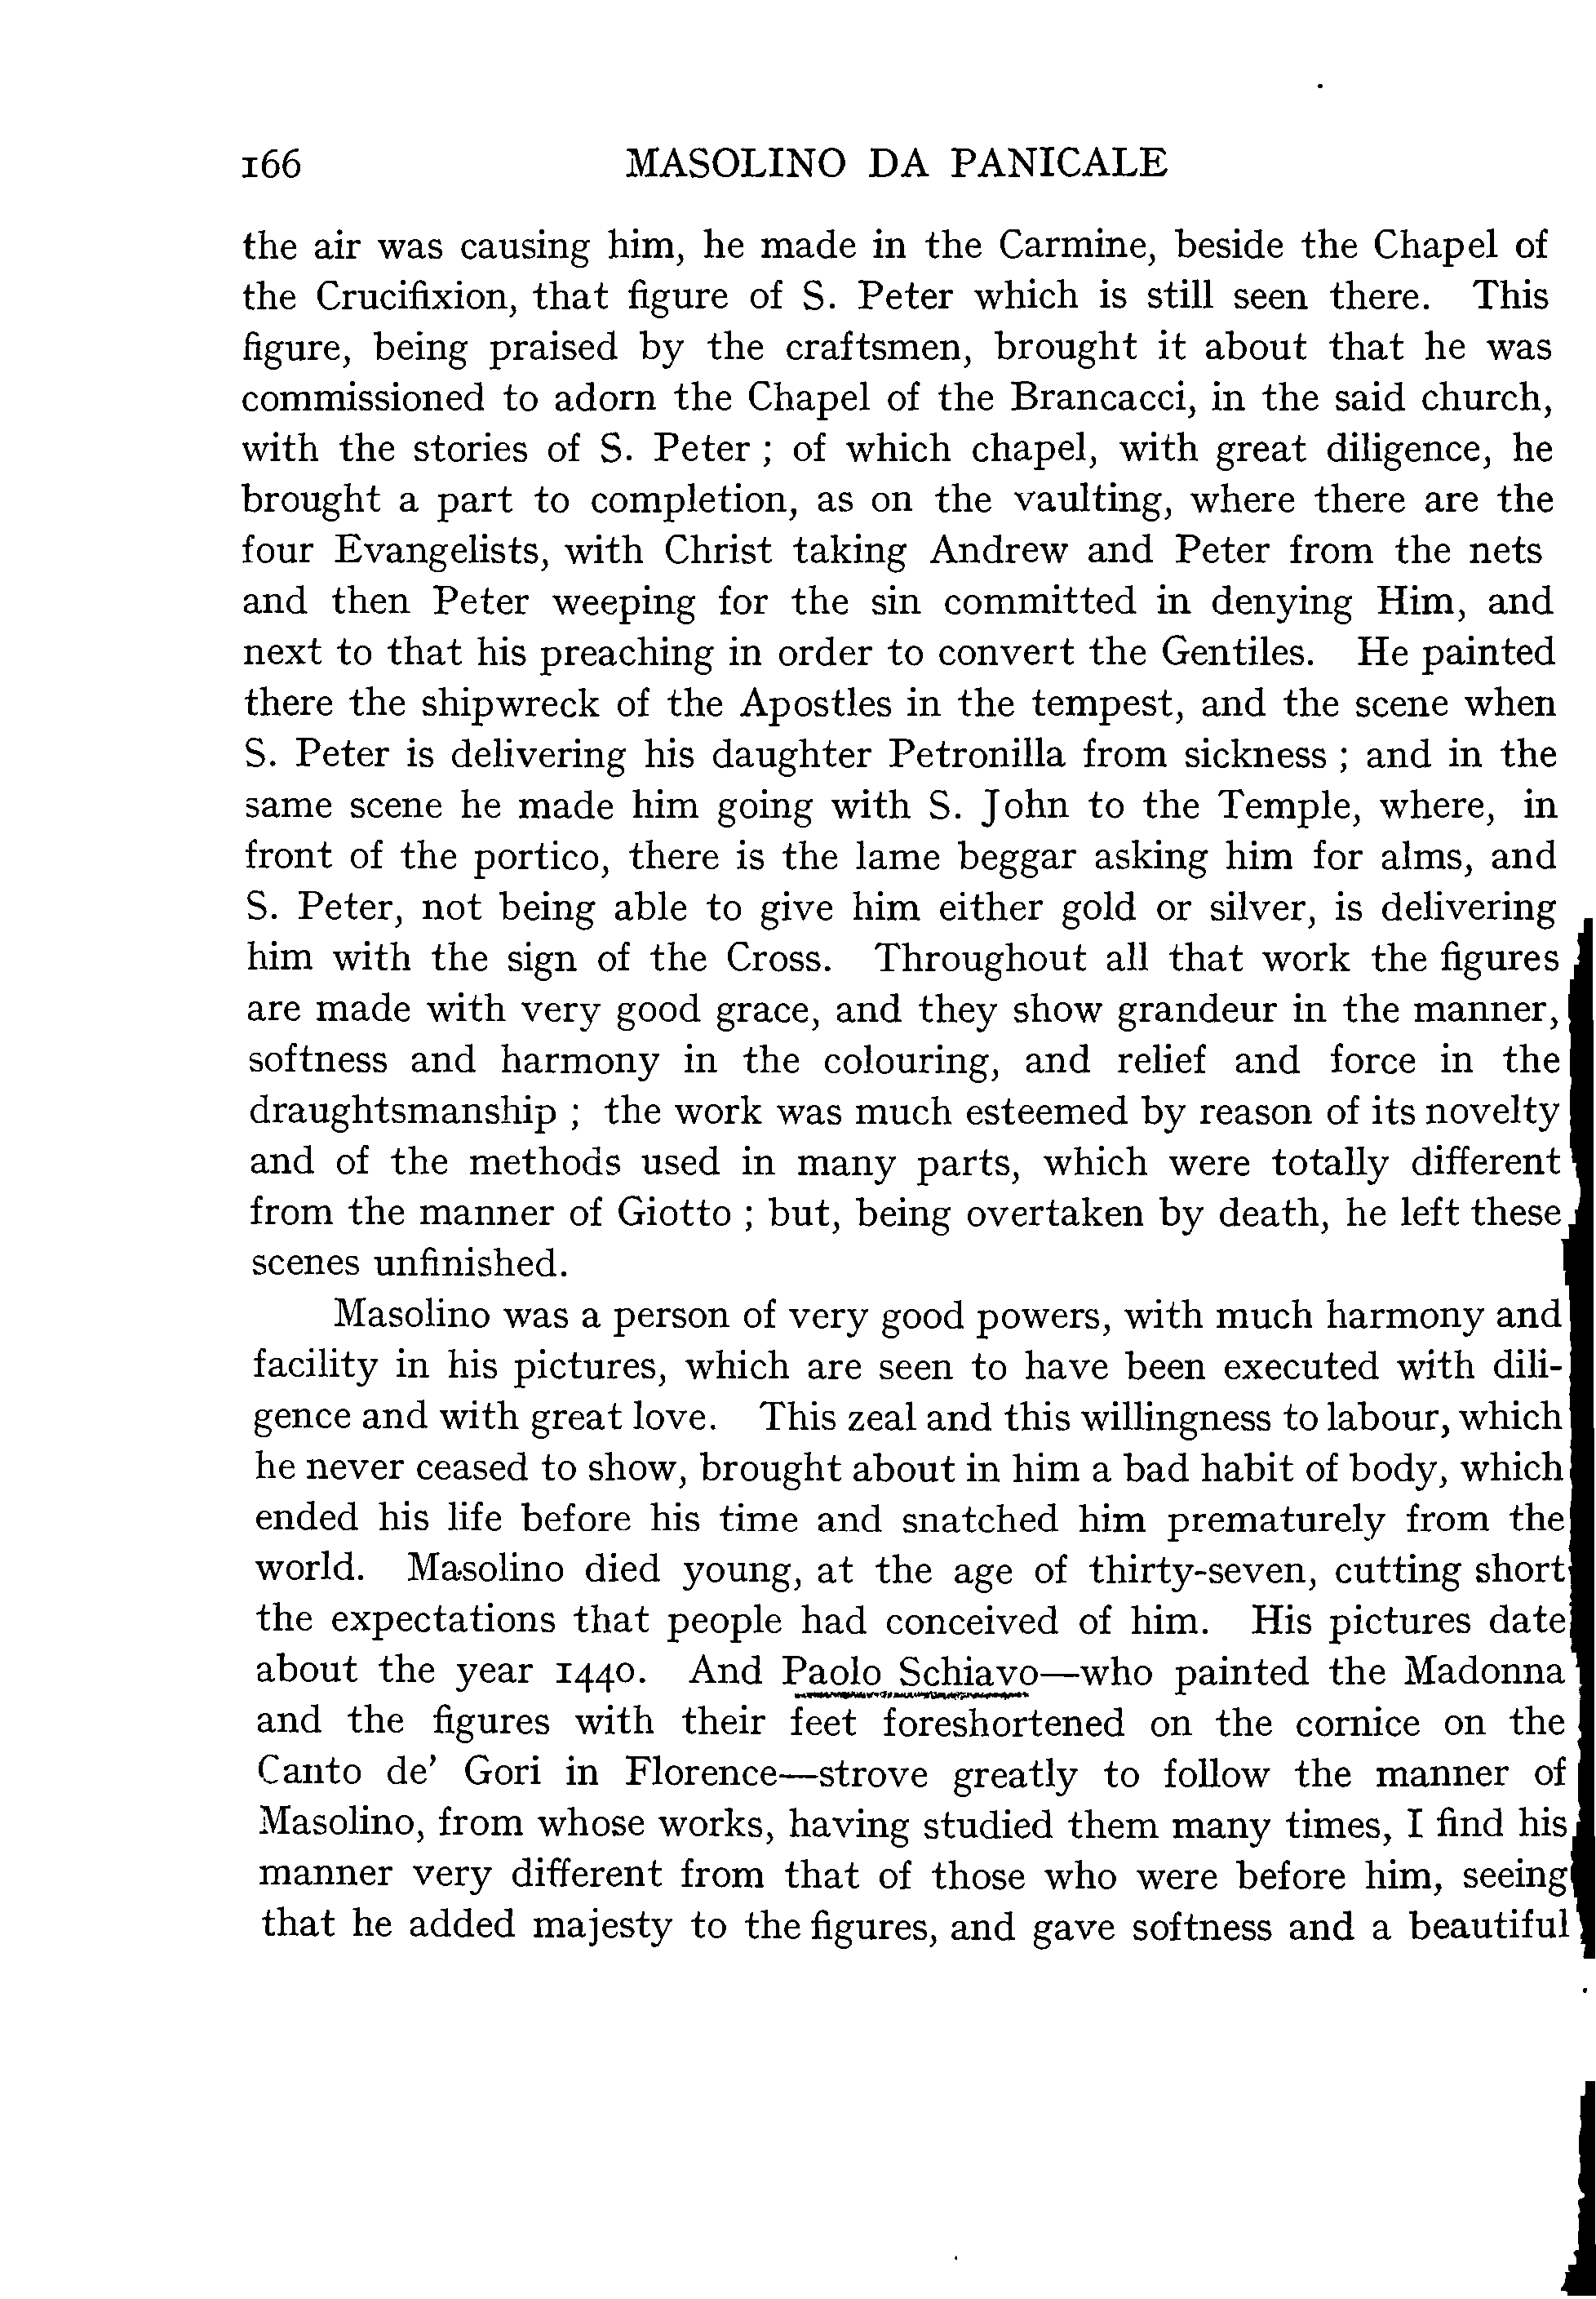 166 MASOLINO DA PANICALE
the air was causing him, he made in the Carmine, beside the Chapel of
the Crucifixion, that figure of S. Peter which is still seen there. This
figure, being praised by the craftsmen, brought it about that he was
commissioned to adorn the Chapel of the Brancacci, in the said church,
with the stories of S. Peter ; of which chapel, with great diligence, he
brought a part to completion, as on the vaulting, where there are the
four Evangelists, with Christ taking Andrew and Peter from the nets
and then Peter weeping for the sin committed in denying Him, and
next to that his preaching in order to convert the Gentiles. He painted
there the shipwreck of the Apostles in the tempest, and the scene when
S. Peter is delivering his daughter Petronilla from sickness ; and in the
same scene he made him going with S. John to the Temple, where, in
front of the portico, there is the lame beggar asking him for alms, and
S. Peter, not being able to give him either gold or silver, is delivering
him with the sign of the Cross. Throughout all that work the figures
are made with very good grace, and they show grandeur in the manner,
softness and harmony in the colouring, and relief and force in the
draughtsmanship ; the work was much esteemed by reason of its novelty
and of the methods used in many parts, which were totally different
from the manner of Giotto ; but, being overtaken by death, he left these
scenes unfinished.
Masolino was a person of very good powers, with much harmony and
facility in his pictures, which are seen to have been executed with dili-
gence and with great love. This zeal and this willingness to labour, which
he never ceased to show, brought about in him a bad habit of body, which
ended his life before his time and snatched him prematurely from the
world. Masolino died young, at the age of thirty-seven, cutting short
the expectations that people had conceived of him. His pictures date
about the year 1440. And Paolo Schiavo—who painted the Madonna
and the figures with their feet foreshortened on the cornice on the
Canto de' Gori in Florence—strove greatly to follow the manner of
Masolino, from whose works, having studied them many times, I find his
manner very different from that of those who were before him, seeing
that he added majesty to the figures, and gave softness and a beautiful